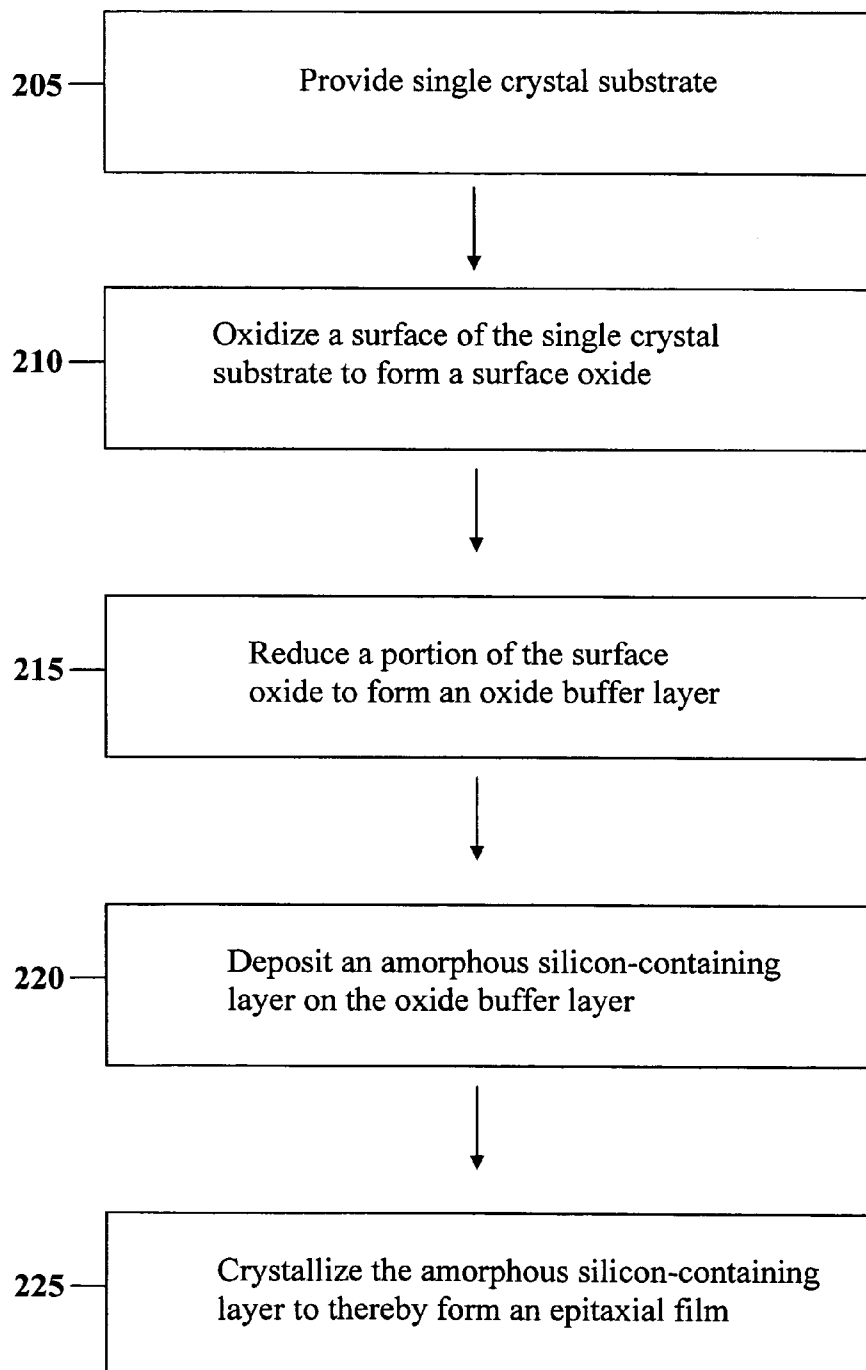 205
Provide single crystal substrate
210
Oxidize a surface of the single crystal
substrate to form a surface oxide
215
Reduce a portion of the surface
oxide to form an oxide buffer layer
220
Deposit an amorphous silicon-containing
layer on the oxide buffer layer
225
Crystallize the amorphous silicon-containing
layer to thereby form an epitaxial film